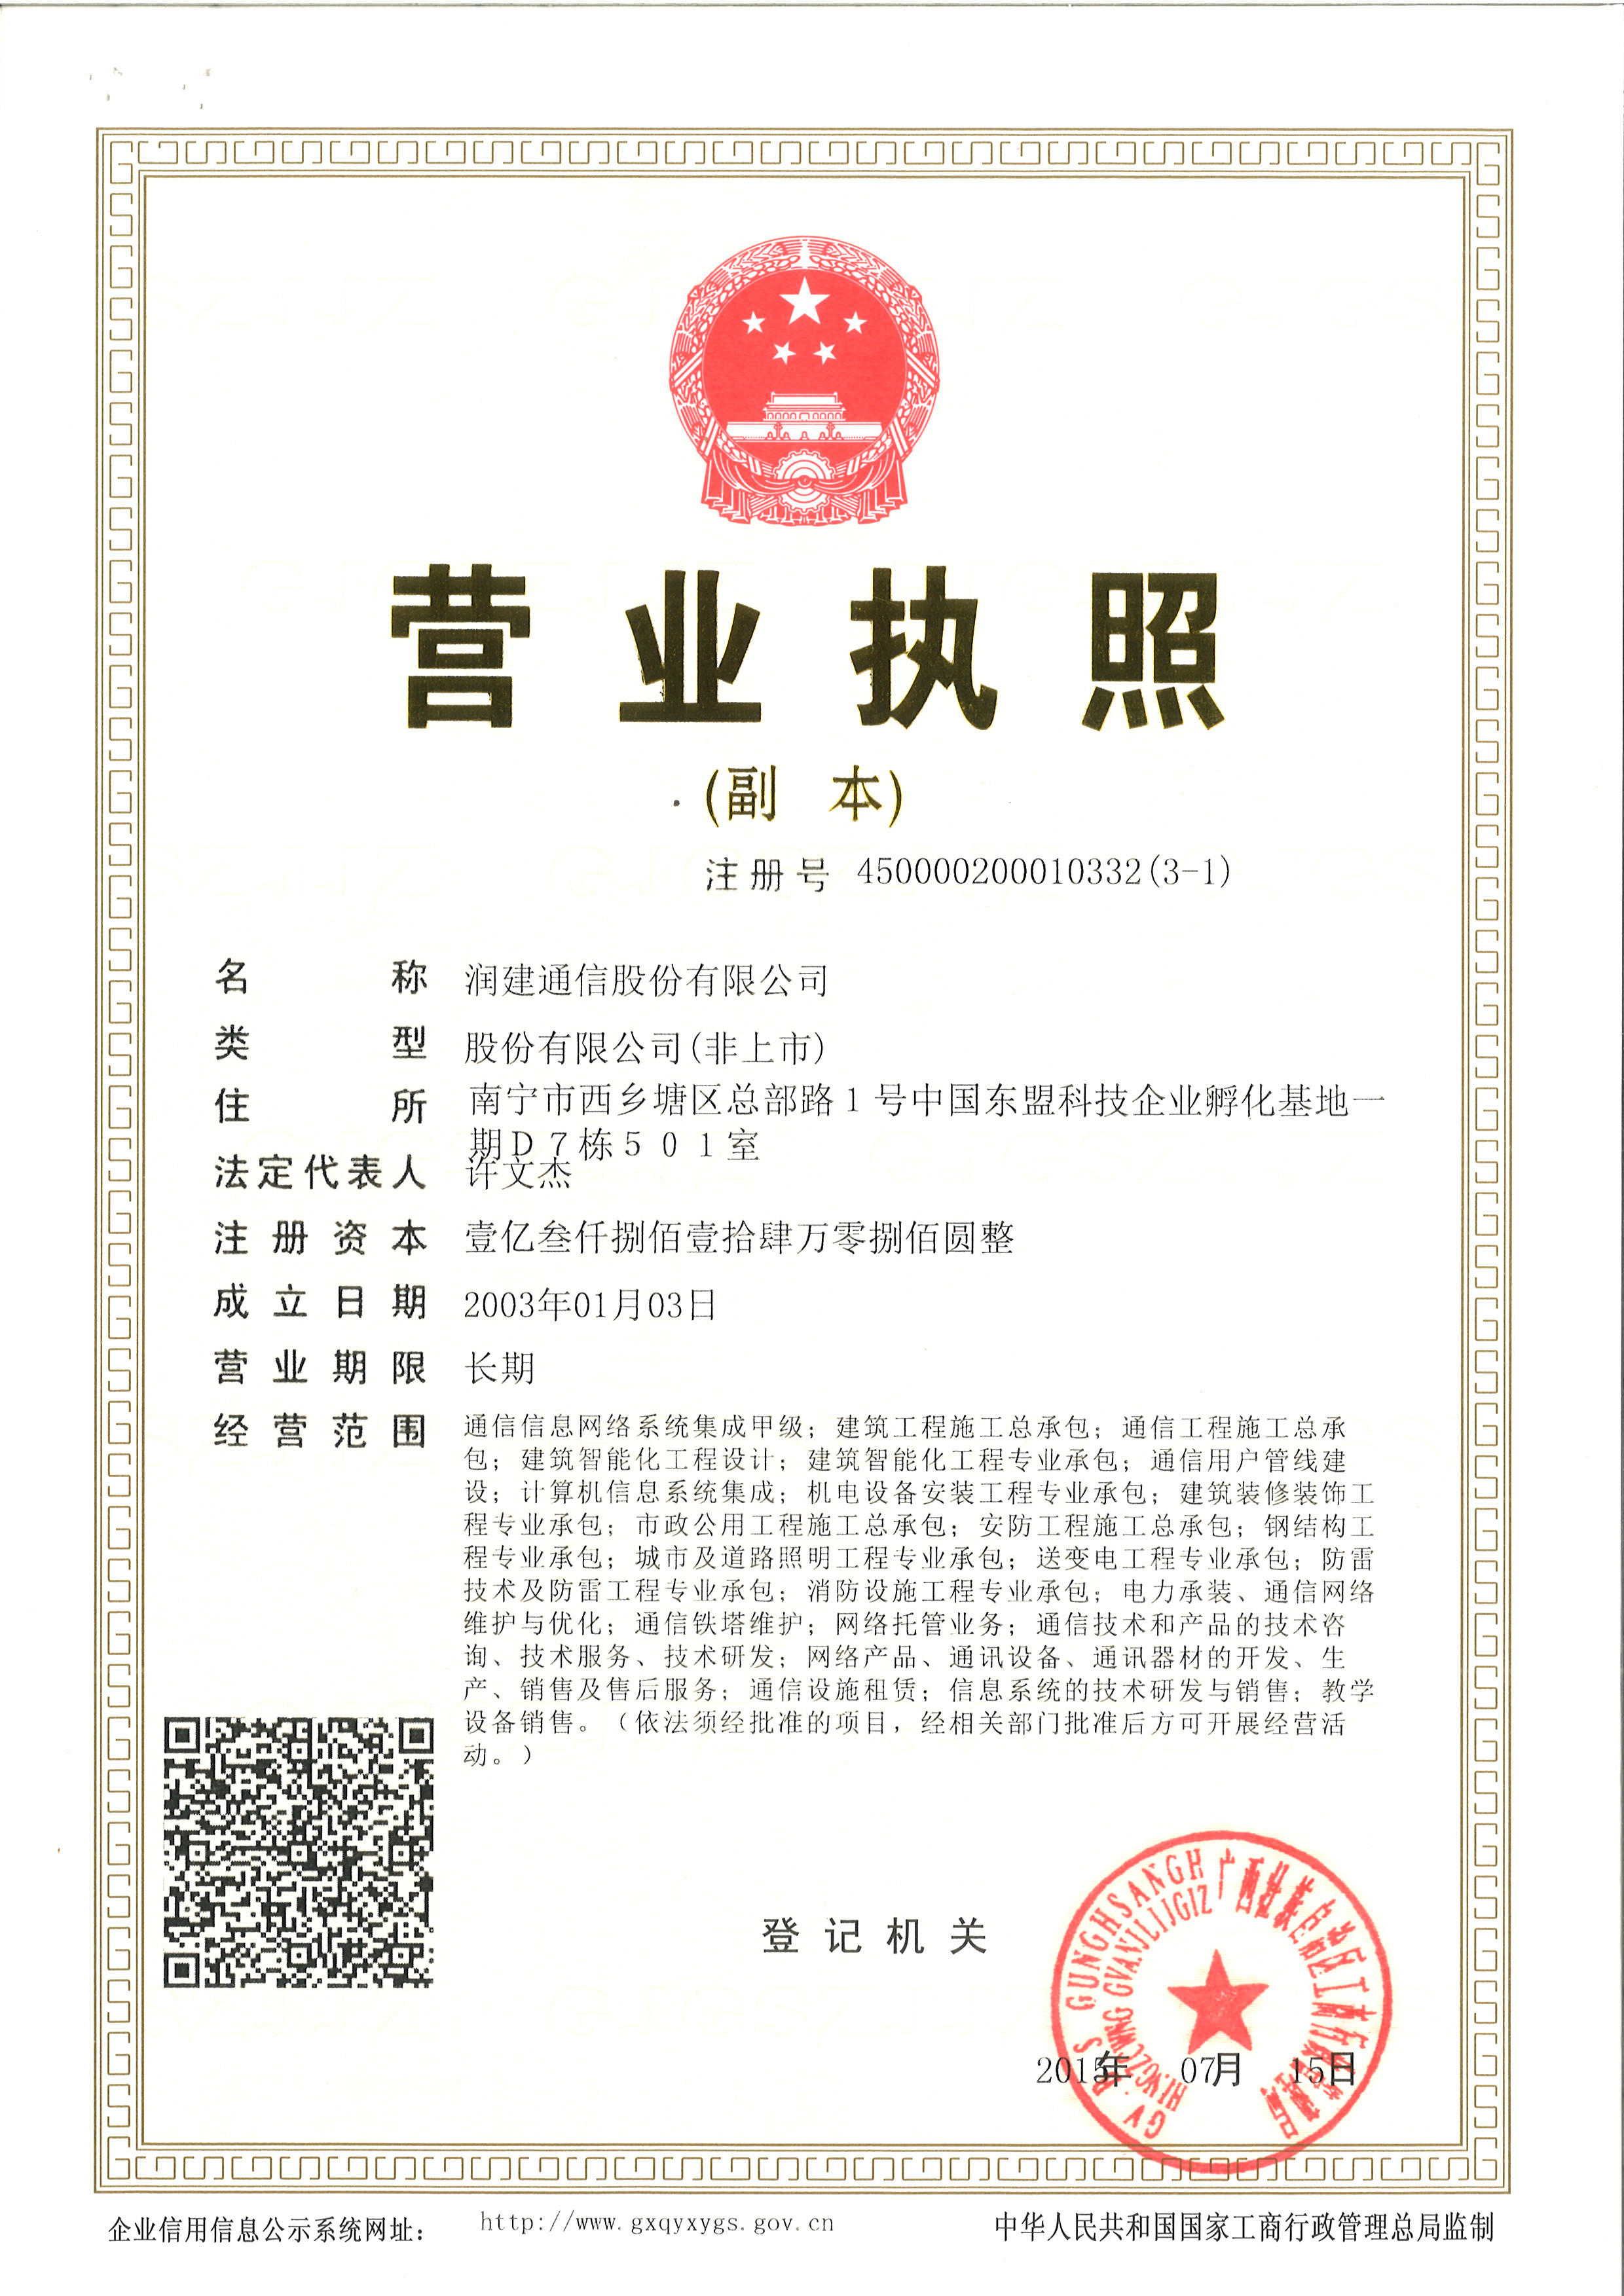 营业执照
(副 本)
注册号 450000200010332(3-1)
名称 润建通信股份有限公司
类型 股份有限公司(非上市)
住所 南宁市西乡塘区总部路1号中国东盟科技企业孵化基地一
期D7栋501室
法定代表人 许文杰
注册资本 壹亿叁仟捌佰壹拾肆万零捌佰圆整
成立日期 2003年01月03日
营业期限 长期
经营范围 通信信息网络系统集成甲级；建筑工程施工总承包；通信工程施工总承
包；建筑智能化工程设计；建筑智能化工程专业承包；通信用户管线建
设；计算机信息系统集成；机电设备安装工程专业承包；建筑装修装饰工
程专业承包；市政公用工程施工总承包；安防工程施工总承包；钢结构工
程专业承包；城市及道路照明工程专业承包；送变电工程专业承包；防雷
技术及防雷工程专业承包；消防设施工程专业承包；电力承装、通信网络
维护与优化；通信铁塔维护；网络托管业务；通信技术和产品的技术咨
询、技术服务、技术研发；网络产品、通讯设备、通讯器材的开发、生
产、销售及售后服务；通信设施租赁；信息系统的技术研发与销售；教学
设备销售。（依法须经批准的项目，经相关部门批准后方可开展经营活
动。）
登记机关
GUNGHSANGH
广西壮族自治区工商行政管理局
2015年 07月 15日
企业信用信息公示系统网址： http://www.gxqyxygs.gov.cn
中华人民共和国国家工商行政管理总局监制